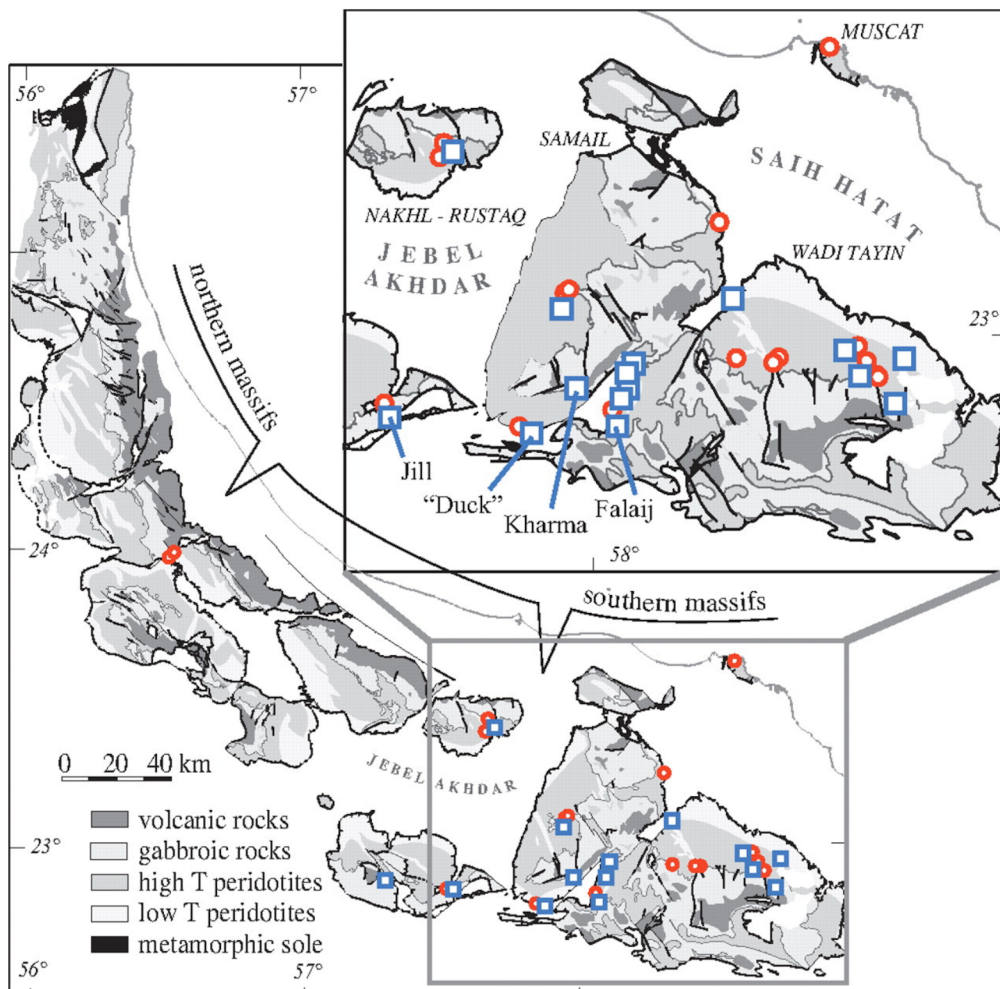 56°
57°
MUSCAT
SAMAIL
SAIH HATAT
NAKHL - RUSTAQ
JEBEL
AKHDAR
WADI TAYIN
23°
northern massifs
Jill
"Duck"
Kharma
Falaij
58°
24°
southern massifs
0 20 40 km
JEBEL AKHDAR
volcanic rocks
gabbroic rocks
23°
high T peridotites
low T peridotites
metamorphic sole
56°
57°